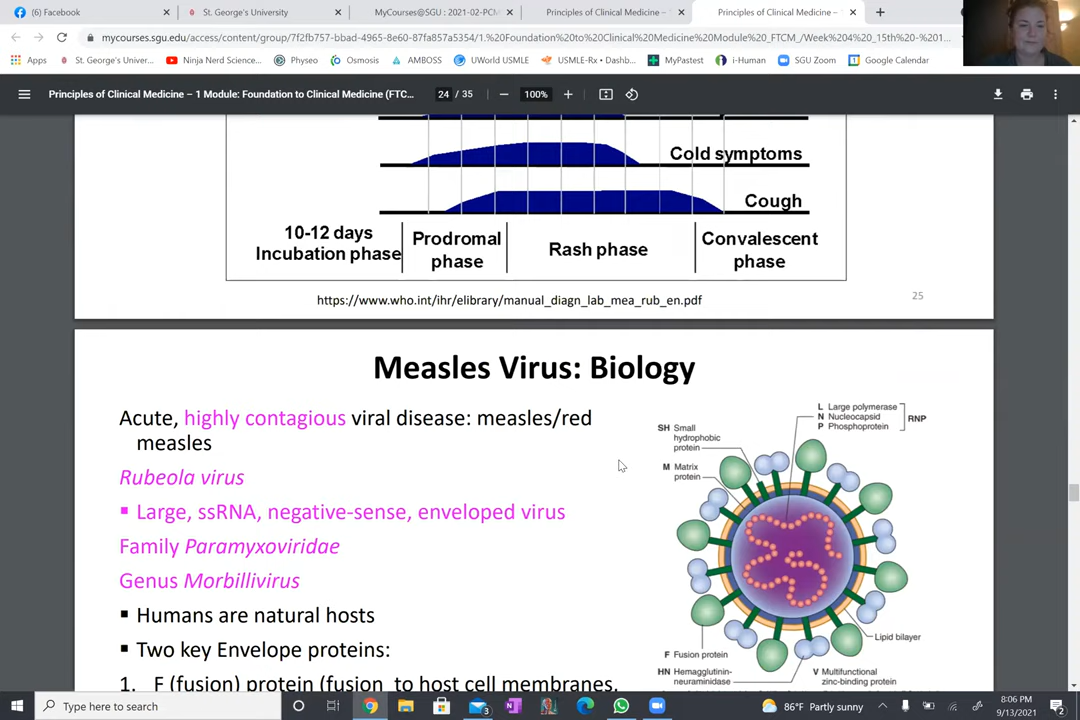 Facebook
St. George's University
MyCourses@SGU : 2021-02-PCM
Principles of Clinical Medicine –
Principles of Clinical Medicine –
mycourses.sgu.edu/access/content/group/7f2fb757-bdad-4965-8e60-87fa857a5354/1.%20Foundation%20to%20Clinical%20Medicine%20Module%20_FTCM_/Week%204%20_15th%20-%201...
Apps
St. George's Univer...
Ninja Nerd Science...
Physeo
Osmosis
AMBOSS
UWorld USMLE
USMLE-Rx • Dashb...
MyPastest
i-Human
SGU Zoom
Google Calendar
Principles of Clinical Medicine – 1 Module: Foundation to Clinical Medicine (FTC...
24 / 35
100%
Cold symptoms
Cough
10-12 days
Incubation phase
Prodromal
phase
Rash phase
Convalescent
phase
https://www.who.int/ihr/elibrary/manual_diagn_lab_mea_rub_en.pdf
25
Measles Virus: Biology
Acute, highly contagious viral disease: measles/red
measles
Rubeola virus
▪ Large, ssRNA, negative-sense, enveloped virus
Family Paramyxoviridae
Genus Morbillivirus
▪ Humans are natural hosts
▪ Two key Envelope proteins:
1. F (fusion) protein (fusion to host cell membranes,
L Large polymerase
N Nucleocapsid
P Phosphoprotein
RNP
SH Small
hydrophobic
protein
M Matrix
protein
Lipid bilayer
F Fusion protein
HN Hemagglutinin-
neuraminidase
V Multifunctional
zinc-binding protein
Type here to search
3
86°F Partly sunny
8:06 PM
9/13/2021
2